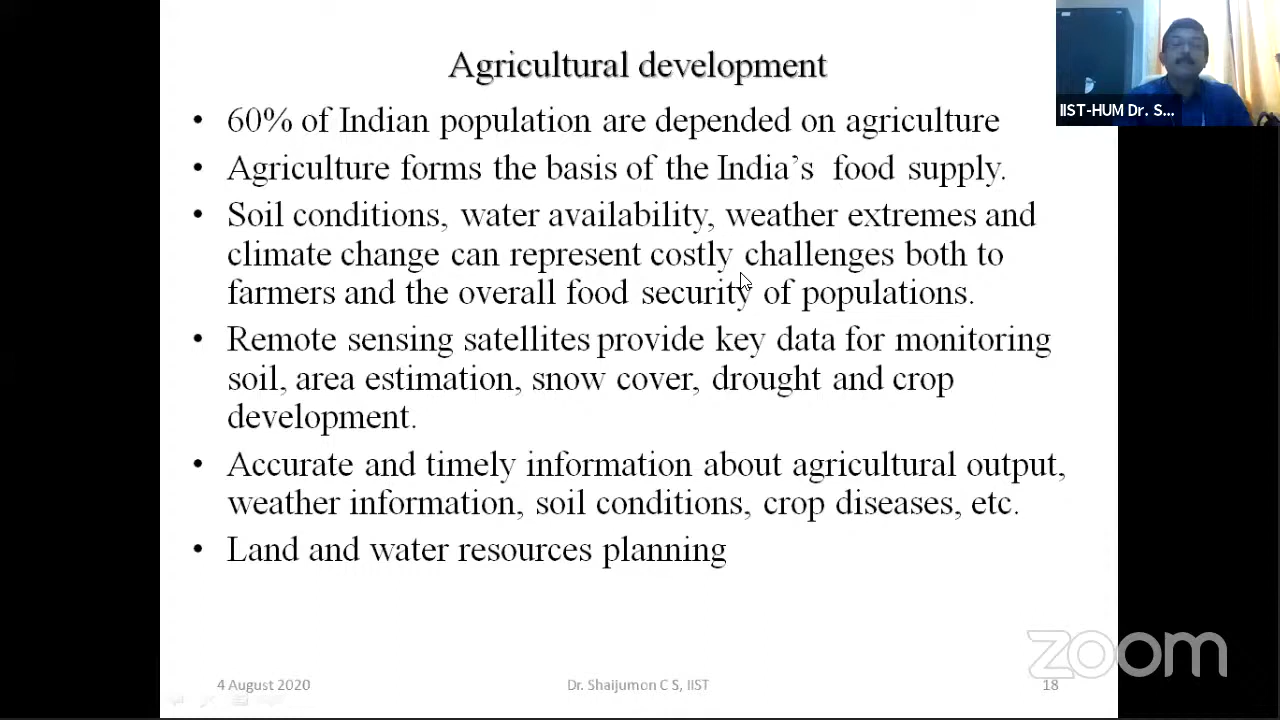 Agricultural development
IIST-HUM Dr. S...
• 60% of Indian population are depended on agriculture
• Agriculture forms the basis of the India’s food supply.
• Soil conditions, water availability, weather extremes and
climate change can represent costly challenges both to
farmers and the overall food security of populations.
• Remote sensing satellites provide key data for monitoring
soil, area estimation, snow cover, drought and crop
development.
• Accurate and timely information about agricultural output,
weather information, soil conditions, crop diseases, etc.
• Land and water resources planning
zoom
4 August 2020
Dr. Shaijumon C S, IIST
18